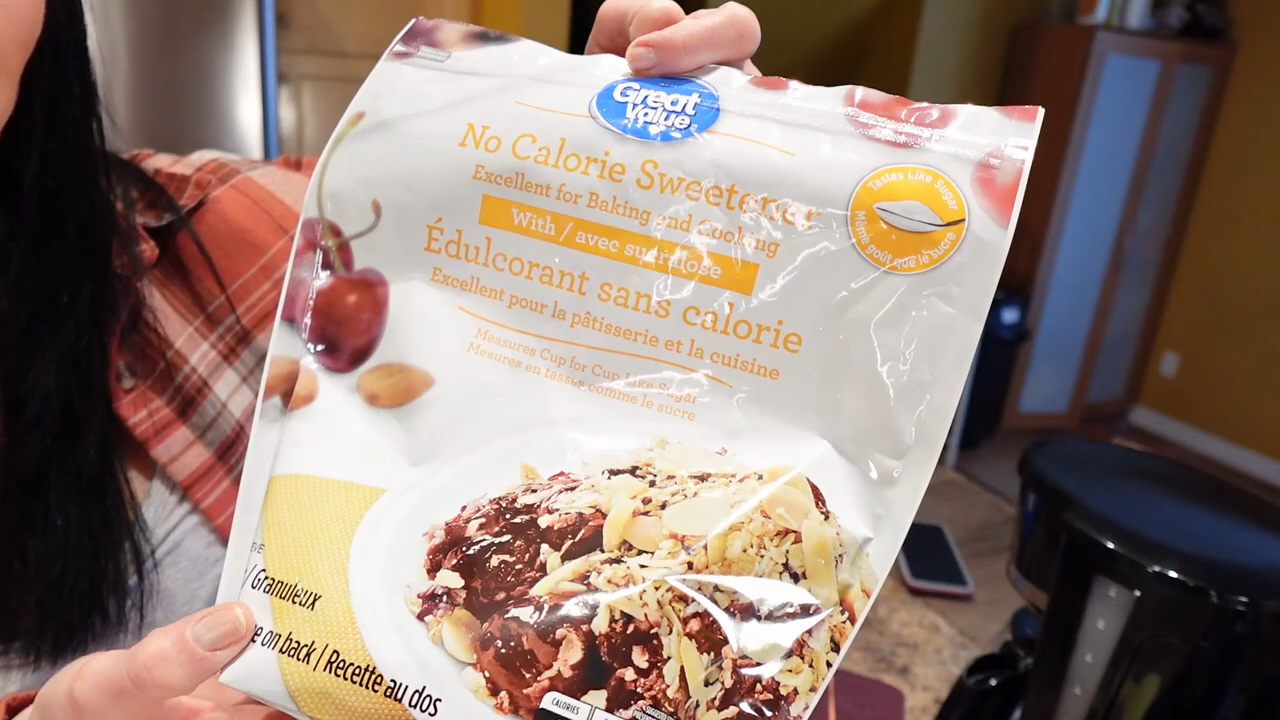 Great
Value
No Calorie Sweetener
Excellent for Baking and Cooking
With / avec sucralose
Édulcorant sans calorie
Excellent pour la pâtisserie et la cuisine
Measures Cup for Cup Like Sugar
Mesures en tasses comme le sucre
Tastes Like Sugar
Même goût que le sucre
/ Granuleux
e on back | Recette au dos
CALORIES